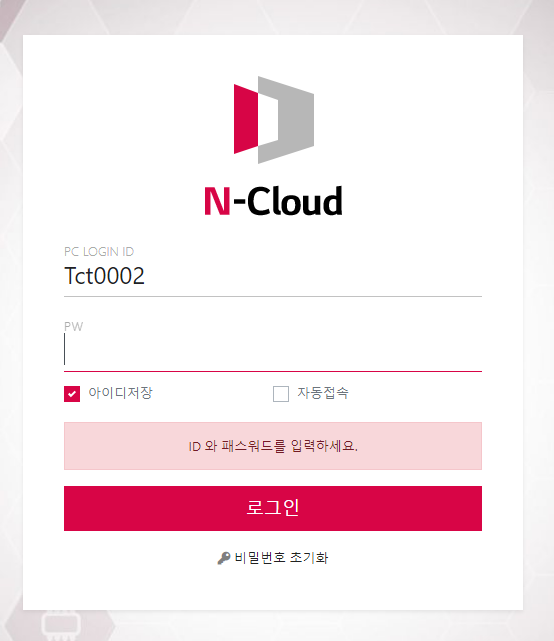 N-Cloud
PC LOGIN ID
Tct0002
PW
아이디저장
자동접속
ID 와 패스워드를 입력하세요.
로그인
비밀번호 초기화